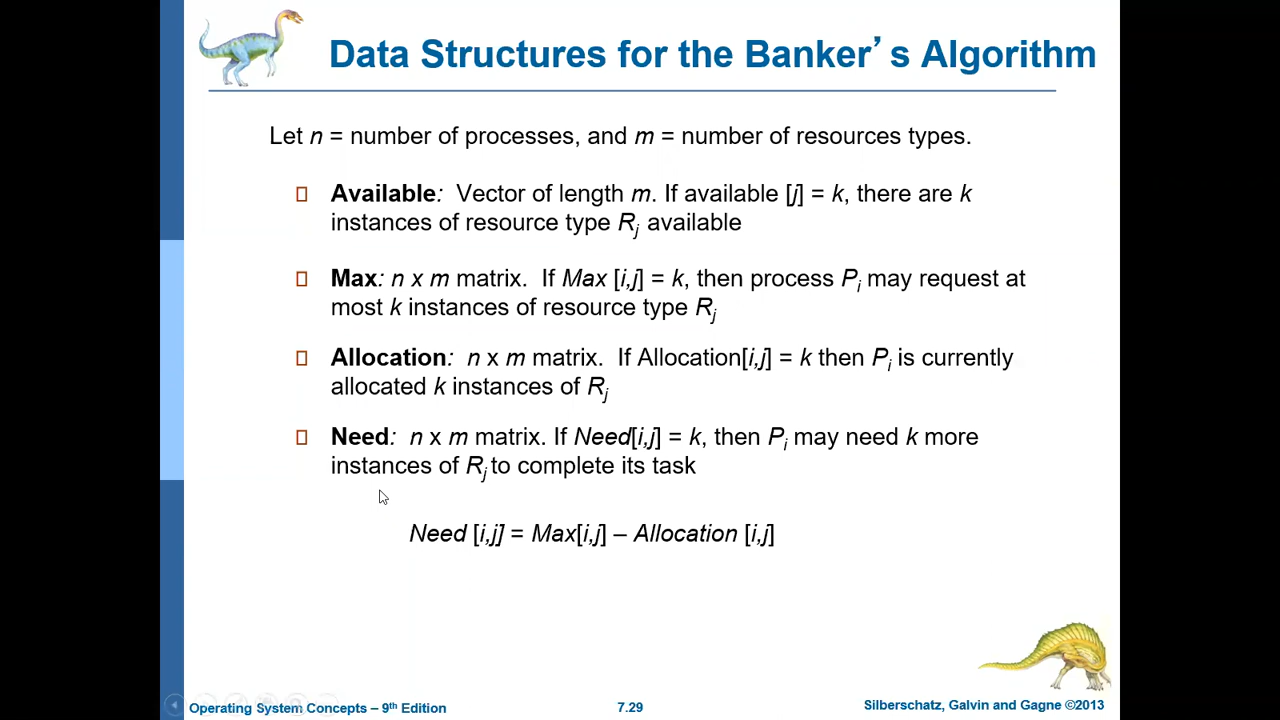 Data Structures for the Banker’s Algorithm
Let n = number of processes, and m = number of resources types.
Available: Vector of length m. If available [j] = k, there are k
instances of resource type Rj available
Max: n x m matrix. If Max [i,j] = k, then process Pi may request at
most k instances of resource type Rj
Allocation: n x m matrix. If Allocation[i,j] = k then Pi is currently
allocated k instances of Rj
Need: n x m matrix. If Need[i,j] = k, then Pi may need k more
instances of Rj to complete its task
Need [i,j] = Max[i,j] – Allocation [i,j]
Operating System Concepts – 9th Edition
7.29
Silberschatz, Galvin and Gagne ©2013